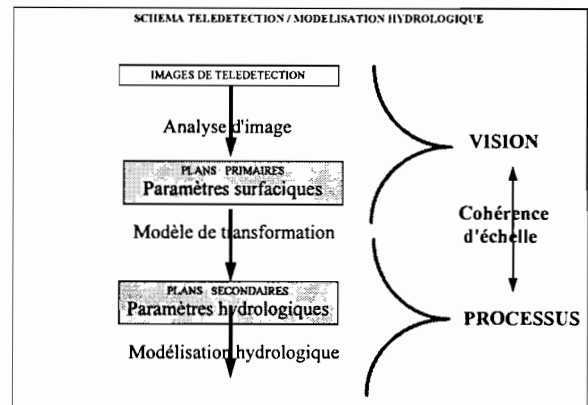 SCHEMA TELEDETECTION / MODELISATION HYDROLOGIQUE
IMAGES DE TELEDETECTION
Analyse d'image
PLANS PRIMAIRES
Paramètres surfaciques
Modèle de transformation
PLANS SECONDAIRES
Paramètres hydrologiques
Modélisation hydrologique
VISION
Cohérence
d'échelle
PROCESSUS